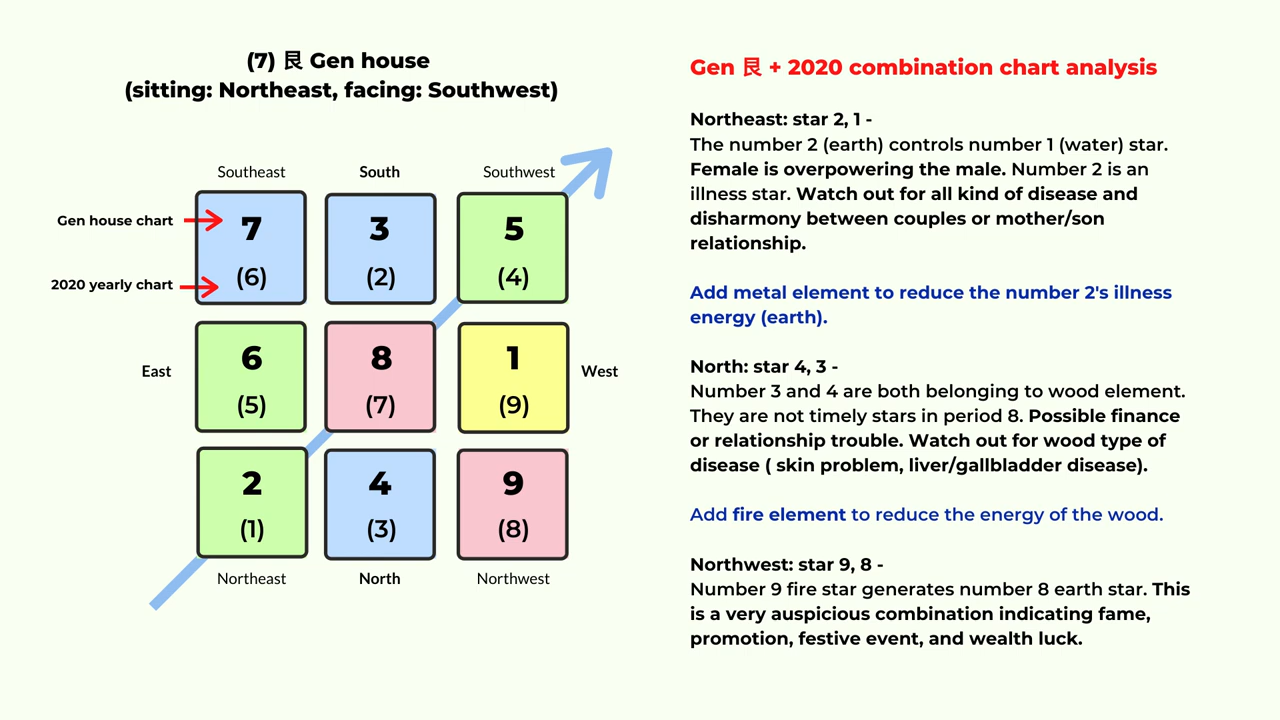 (7) 艮 Gen house
(sitting: Northeast, facing: Southwest)
Southeast
South
Southwest
Gen house chart
7
3
5
2020 yearly chart
(6)
(2)
(4)
East
6
8
1
West
(5)
(7)
(9)
2
4
9
(1)
(3)
(8)
Northeast
North
Northwest
Gen 艮 + 2020 combination chart analysis
Northeast: star 2, 1 -
The number 2 (earth) controls number 1 (water) star.
Female is overpowering the male. Number 2 is an
illness star. Watch out for all kind of disease and
disharmony between couples or mother/son
relationship.
Add metal element to reduce the number 2's illness
energy (earth).
North: star 4, 3 -
Number 3 and 4 are both belonging to wood element.
They are not timely stars in period 8. Possible finance
or relationship trouble. Watch out for wood type of
disease ( skin problem, liver/gallbladder disease).
Add fire element to reduce the energy of the wood.
Northwest: star 9, 8 -
Number 9 fire star generates number 8 earth star. This
is a very auspicious combination indicating fame,
promotion, festive event, and wealth luck.